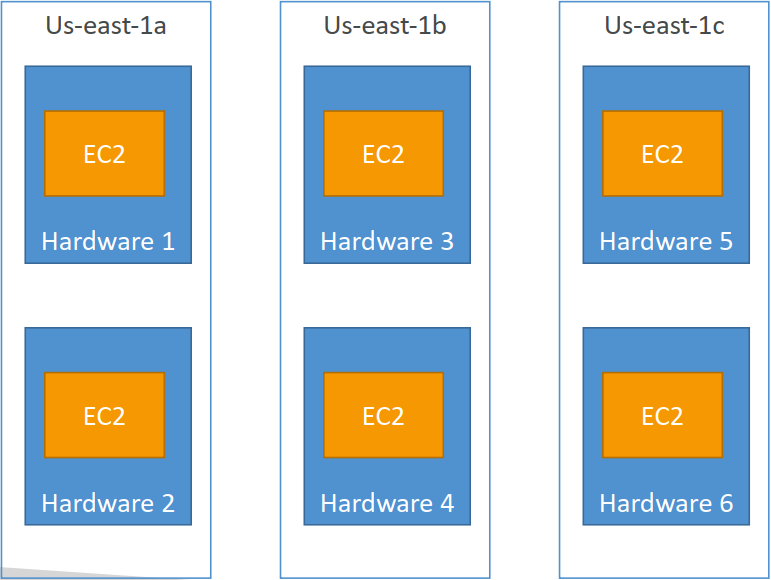 Us-east-1a
EC2
Hardware 1
EC2
Hardware 2
Us-east-1b
EC2
Hardware 3
EC2
Hardware 4
Us-east-1c
EC2
Hardware 5
EC2
Hardware 6